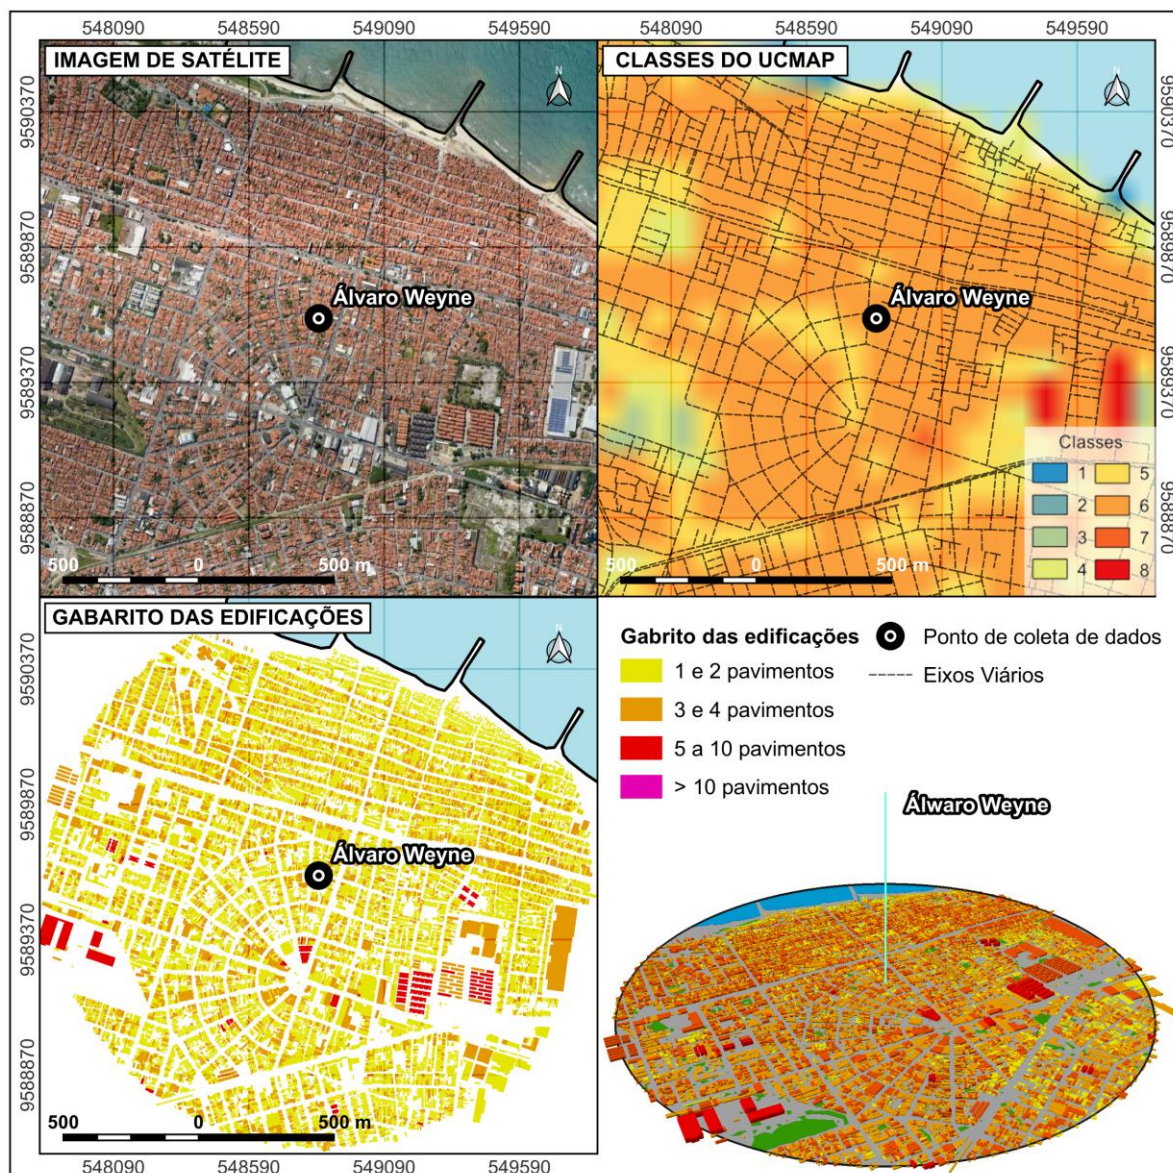 548090 548590 549090 549590 548090 548590 549090 549590
IMAGEM DE SATÉLITE
N
9590370
9589870
9589370
9588870
Álvaro Weyne
500 0 500 m
CLASSES DO UCMAP
N
9590370
9589870
9589370
9588870
Álvaro Weyne
Classes
1 5
2 6
3 7
4 8
500 0 500 m
GABARITO DAS EDIFICAÇÕES
N
9590370
9589870
9589370
9588870
Álvaro Weyne
500 0 500 m
548090 548590 549090 549590
Gabrito das edificações
1 e 2 pavimentos
3 e 4 pavimentos
5 a 10 pavimentos
> 10 pavimentos
Ponto de coleta de dados
Eixos Viários
Álwaro Weyne